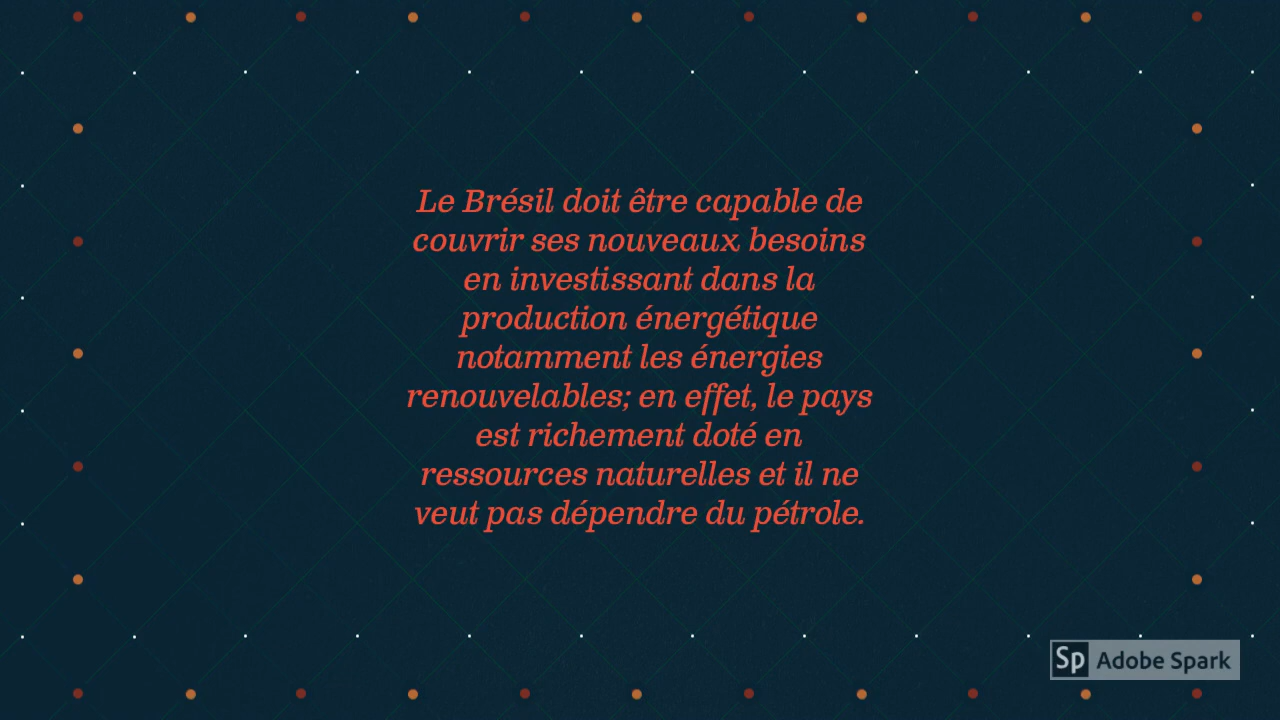 Le Brésil doit être capable de
couvrir ses nouveaux besoins
en investissant dans la
production énergétique
notamment les énergies
renouvelables; en effet, le pays
est richement doté en
ressources naturelles et il ne
veut pas dépendre du pétrole.
Sp Adobe Spark